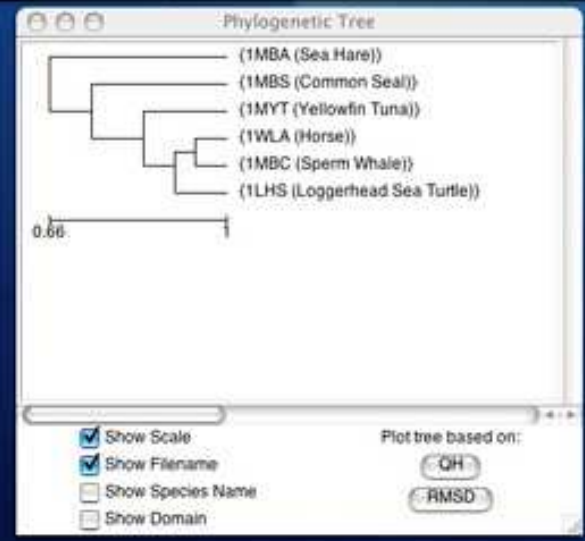 Phylogenetic Tree
{1MBA (Sea Hare)}
{1MBS (Common Seal)}
{1MYT (Yellowfin Tuna)}
{1WLA (Horse)}
{1MBC (Sperm Whale)}
{1LHS (Loggerhead Sea Turtle)}
0.66 1
Show Scale
Show Filename
Show Species Name
Show Domain
Plot tree based on:
QH
RMSD